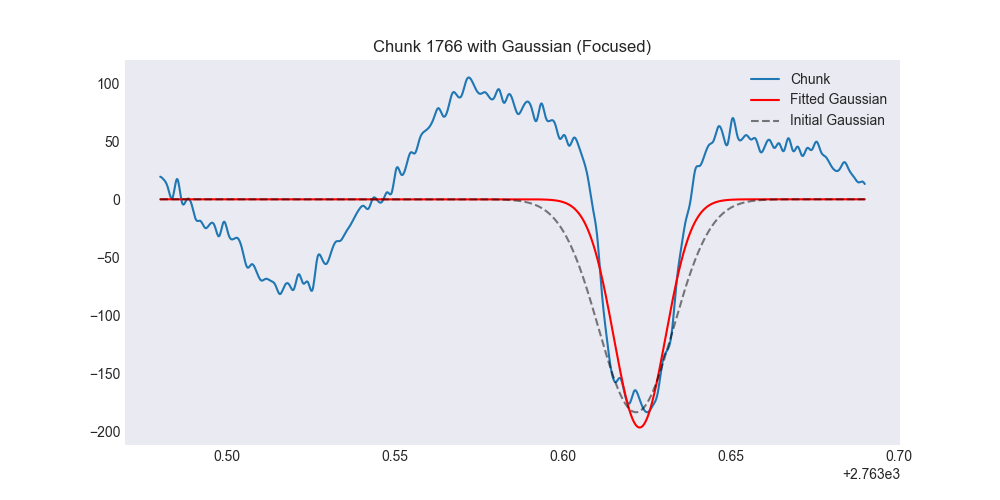 Chunk 1766 with Gaussian (Focused)
Chunk
Fitted Gaussian
Initial Gaussian
100
50
0
−50
−100
−150
−200
0.50 0.55 0.60 0.65 0.70
+2.763e3